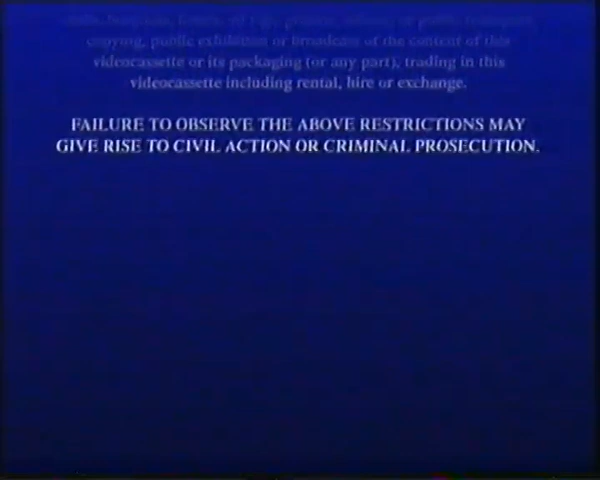 copying, public exhibition or broadcast of the content of this
videocassette or its packaging (or any part), trading in this
videocassette including rental, hire or exchange.
FAILURE TO OBSERVE THE ABOVE RESTRICTIONS MAY
GIVE RISE TO CIVIL ACTION OR CRIMINAL PROSECUTION.